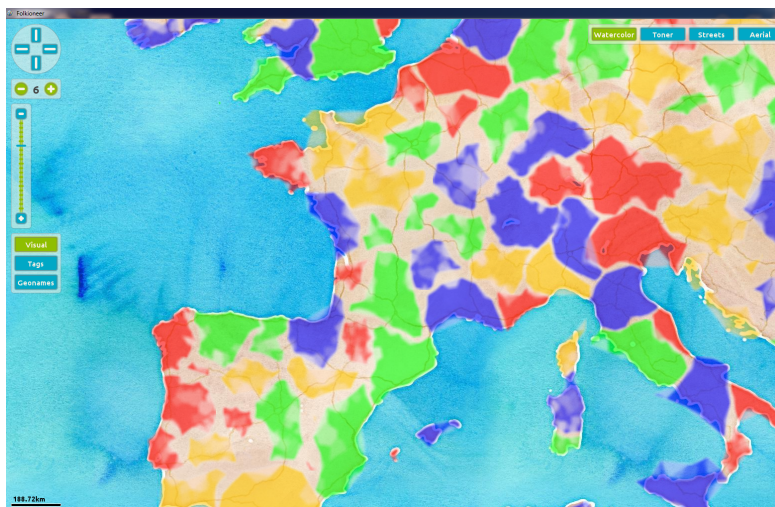 Folkioneer
Watercolor Toner Streets Aerial
6
Visual
Tags
Geonames
188.72km